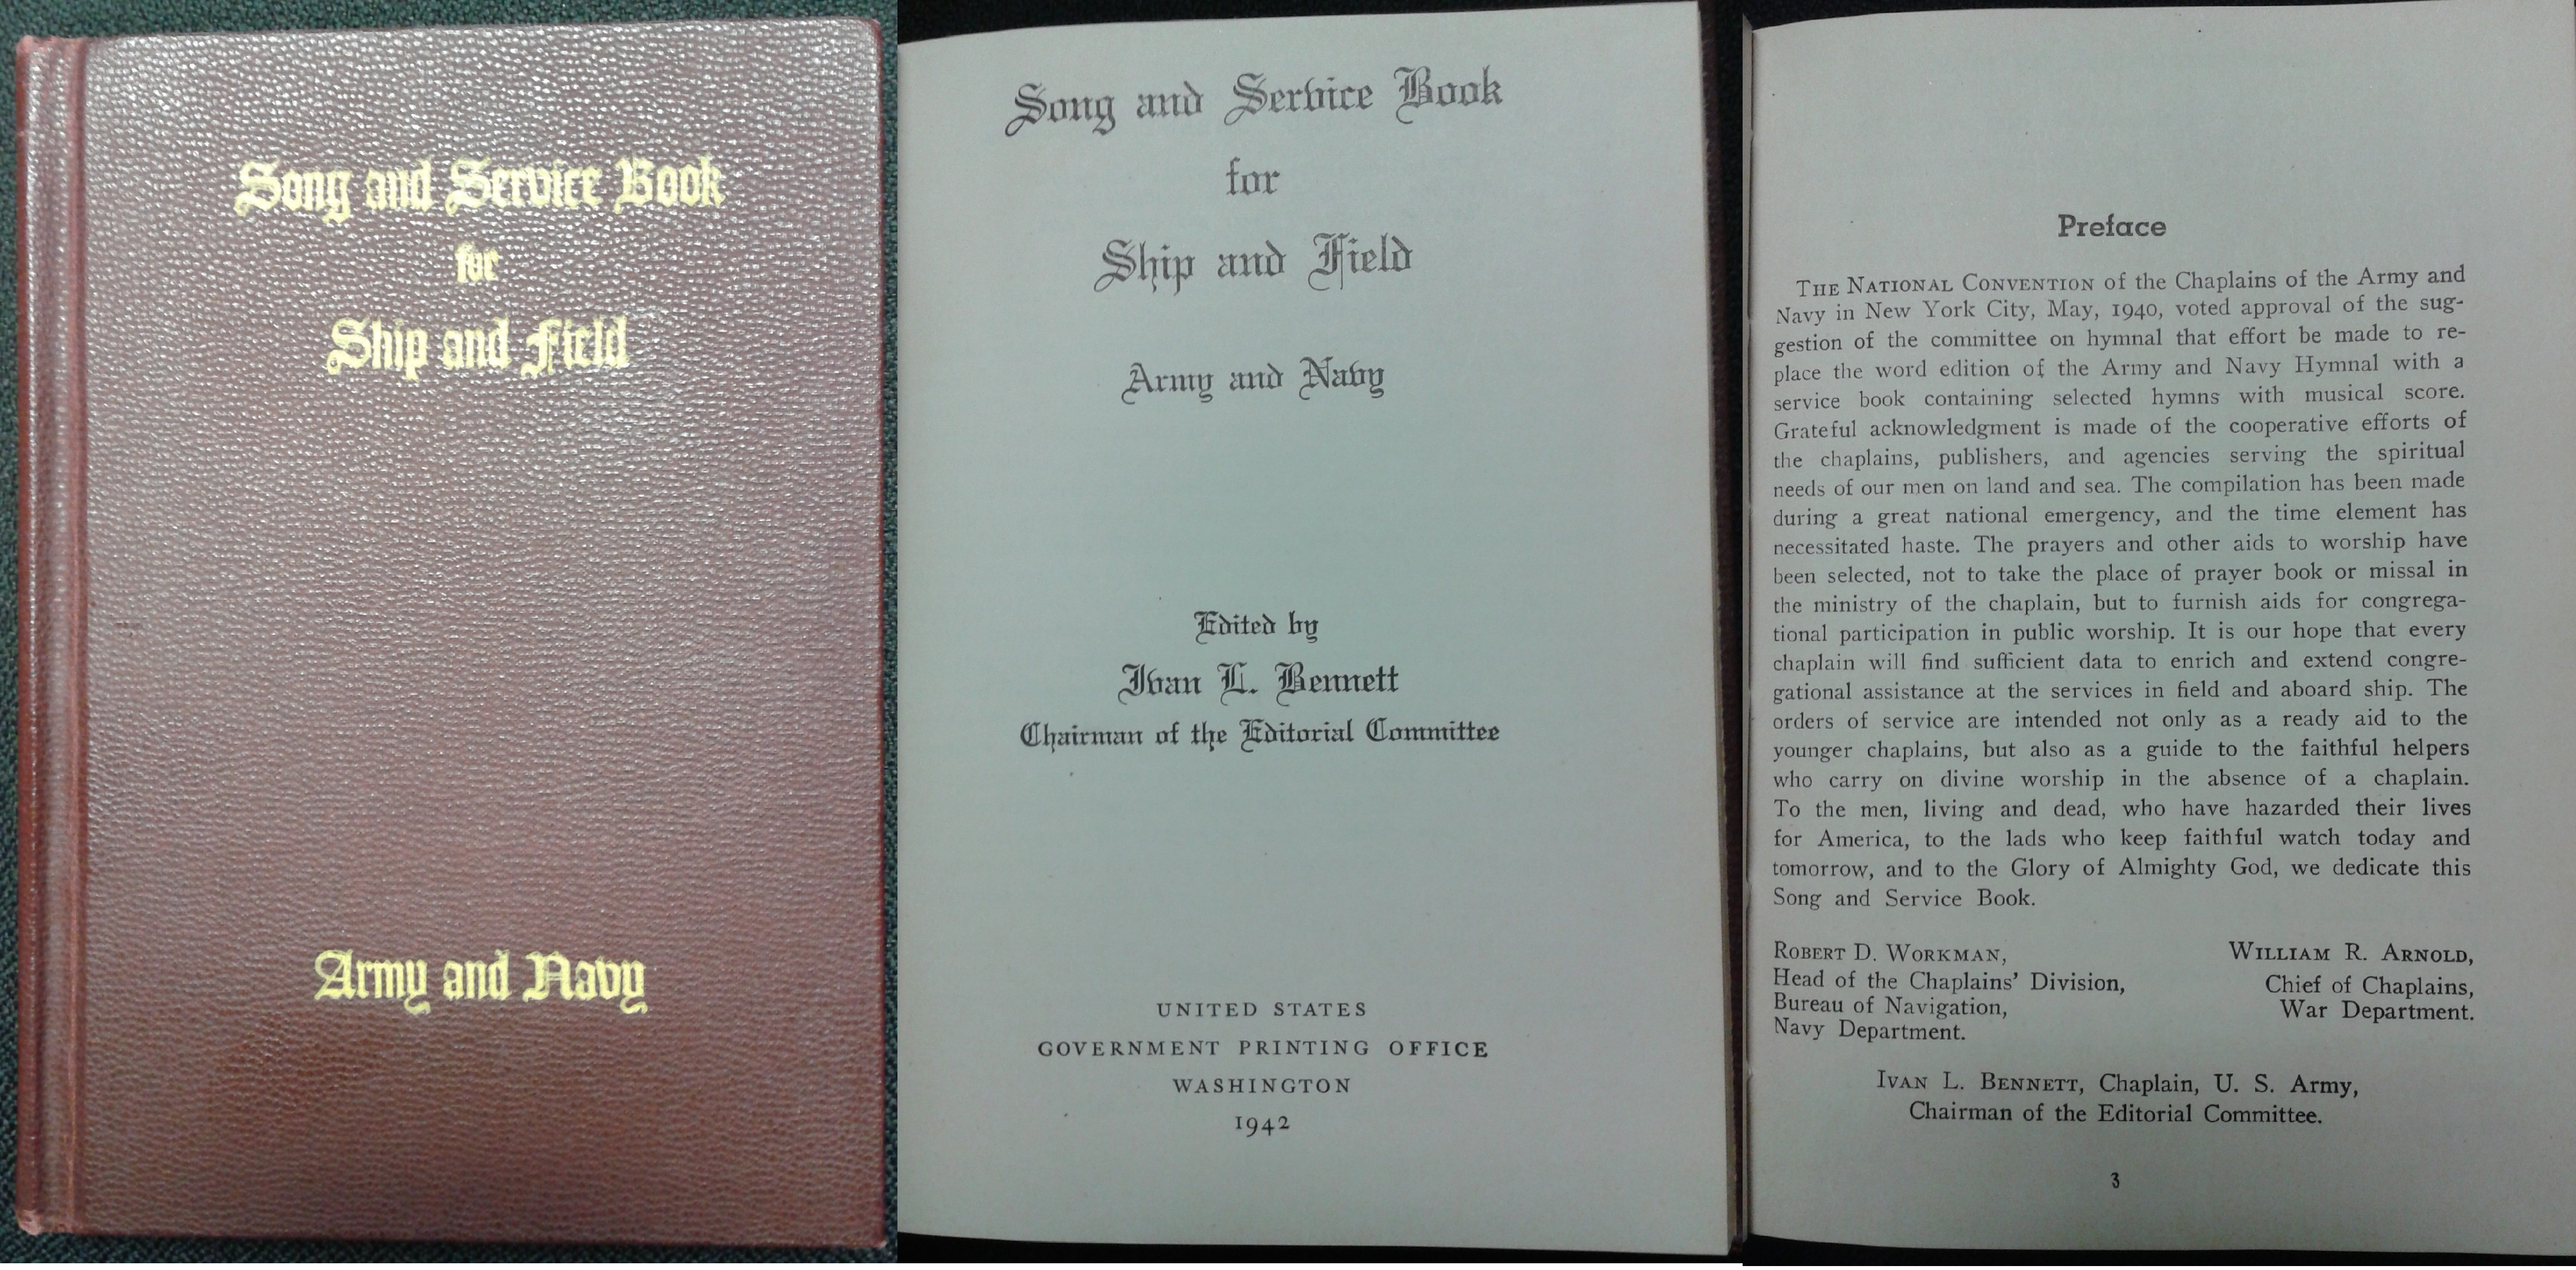 Song and Service Book
for
Ship and Field
Army and Navy
Song and Service Book
for
Ship and Field
Army and Navy
Edited by
Ivan L. Bennett
Chairman of the Editorial Committee
UNITED STATES
GOVERNMENT PRINTING OFFICE
WASHINGTON
1942
Preface
THE NATIONAL CONVENTION of the Chaplains of the Army and
Navy in New York City, May, 1940, voted approval of the sug-
gestion of the committee on hymnal that effort be made to re-
place the word edition of the Army and Navy Hymnal with a
service book containing selected hymns with musical score.
Grateful acknowledgment is made of the cooperative efforts of
the chaplains, publishers, and agencies serving the spiritual
needs of our men on land and sea. The compilation has been made
during a great national emergency, and the time element has
necessitated haste. The prayers and other aids to worship have
been selected, not to take the place of prayer book or missal in
the ministry of the chaplain, but to furnish aids for congrega-
tional participation in public worship. It is our hope that every
chaplain will find sufficient data to enrich and extend congre-
gational assistance at the services in field and aboard ship. The
orders of service are intended not only as a ready aid to the
younger chaplains, but also as a guide to the faithful helpers
who carry on divine worship in the absence of a chaplain.
To the men, living and dead, who have hazarded their lives
for America, to the lads who keep faithful watch today and
tomorrow, and to the Glory of Almighty God, we dedicate this
Song and Service Book.
ROBERT D. WORKMAN,
Head of the Chaplains' Division,
Bureau of Navigation,
Navy Department.
WILLIAM R. ARNOLD,
Chief of Chaplains,
War Department.
IVAN L. BENNETT, Chaplain, U. S. Army,
Chairman of the Editorial Committee.
3